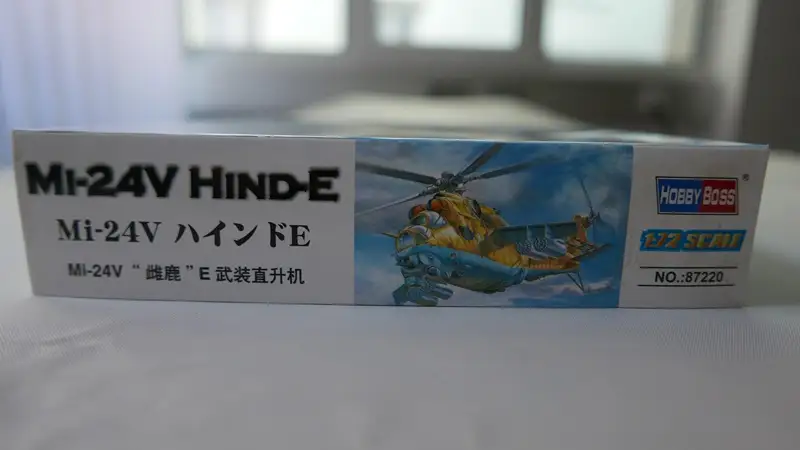 Mi-24V HIND-E
Mi-24V ハインドE
Mi-24V “雌鹿” E 武装直升机
HOBBY BOSS®
1:72 SCALE
NO.:87220